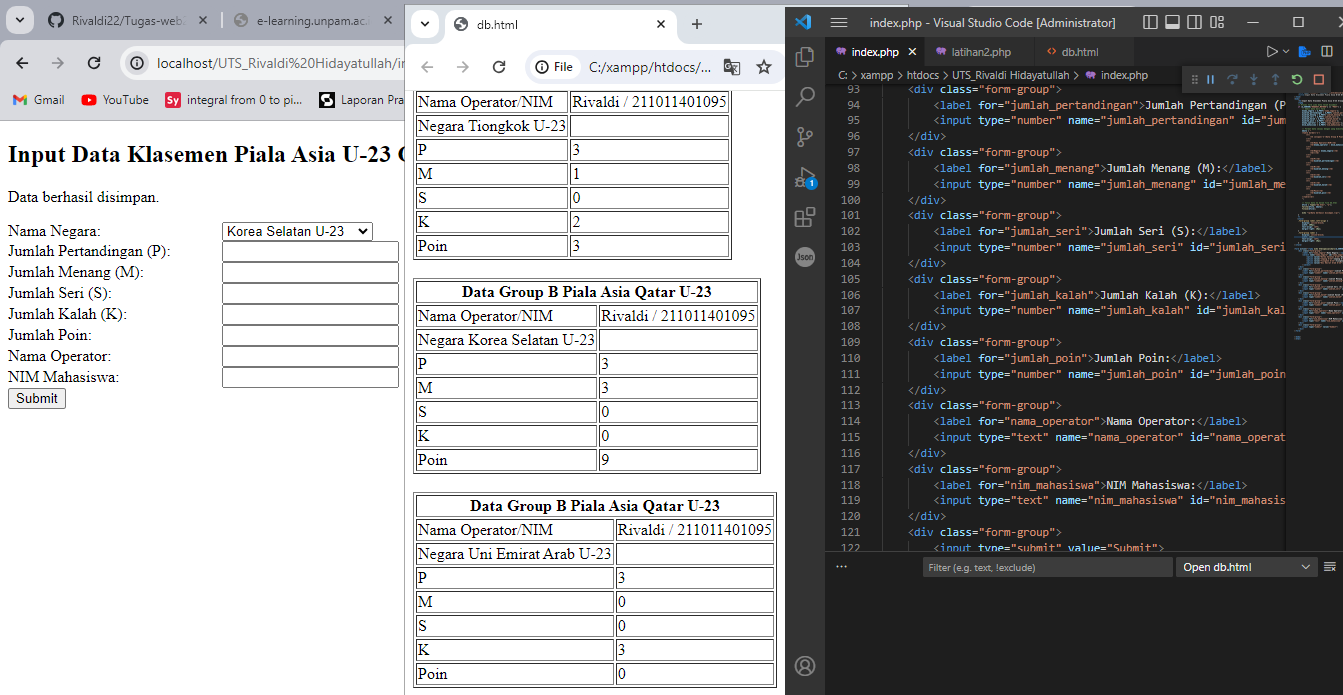 Rivaldi22/Tugas-web2
e-learning.unpam.ac.
localhost/UTS_Rivaldi%20Hidayatullah/in
Gmail
YouTube
Sy
integral from 0 to pi...
Laporan Pra
Input Data Klasemen Piala Asia U-23
Data berhasil disimpan.
Nama Negara:
Korea Selatan U-23
Jumlah Pertandingan (P):
Jumlah Menang (M):
Jumlah Seri (S):
Jumlah Kalah (K):
Jumlah Poin:
Nama Operator:
NIM Mahasiswa:
Submit
db.html
File
C:/xampp/htdocs/...
Nama Operator/NIM Rivaldi / 211011401095
Negara Tiongkok U-23
P 3
M 1
S 0
K 2
Poin 3
Data Group B Piala Asia Qatar U-23
Nama Operator/NIM Rivaldi / 211011401095
Negara Korea Selatan U-23
P 3
M 3
S 0
K 0
Poin 9
Data Group B Piala Asia Qatar U-23
Nama Operator/NIM Rivaldi / 211011401095
Negara Uni Emirat Arab U-23
P 3
M 0
S 0
K 3
Poin 0
index.php - Visual Studio Code [Administrator]
index.php
latihan2.php
db.html
C: > xampp > htdocs > UTS_Rivaldi Hidayatullah > index.php
93 <div class="form-group">
94 <label for="jumlah_pertandingan">Jumlah Pertandingan (P
95 <input type="number" name="jumlah_pertandingan" id="jum
96 </div>
97 <div class="form-group">
98 <label for="jumlah_menang">Jumlah Menang (M):</label>
99 <input type="number" name="jumlah_menang" id="jumlah_me
100 </div>
101 <div class="form-group">
102 <label for="jumlah_seri">Jumlah Seri (S):</label>
103 <input type="number" name="jumlah_seri" id="jumlah_seri
104 </div>
105 <div class="form-group">
106 <label for="jumlah_kalah">Jumlah Kalah (K):</label>
107 <input type="number" name="jumlah_kalah" id="jumlah_kal
108 </div>
109 <div class="form-group">
110 <label for="jumlah_poin">Jumlah Poin:</label>
111 <input type="number" name="jumlah_poin" id="jumlah_poin
112 </div>
113 <div class="form-group">
114 <label for="nama_operator">Nama Operator:</label>
115 <input type="text" name="nama_operator" id="nama_operat
116 </div>
117 <div class="form-group">
118 <label for="nim_mahasiswa">NIM Mahasiswa:</label>
119 <input type="text" name="nim_mahasiswa" id="nim_mahasis
120 </div>
121 <div class="form-group">
122 <input type="submit" value="Submit">
1
Json
...
Filter (e.g. text, !exclude)
Open db.html